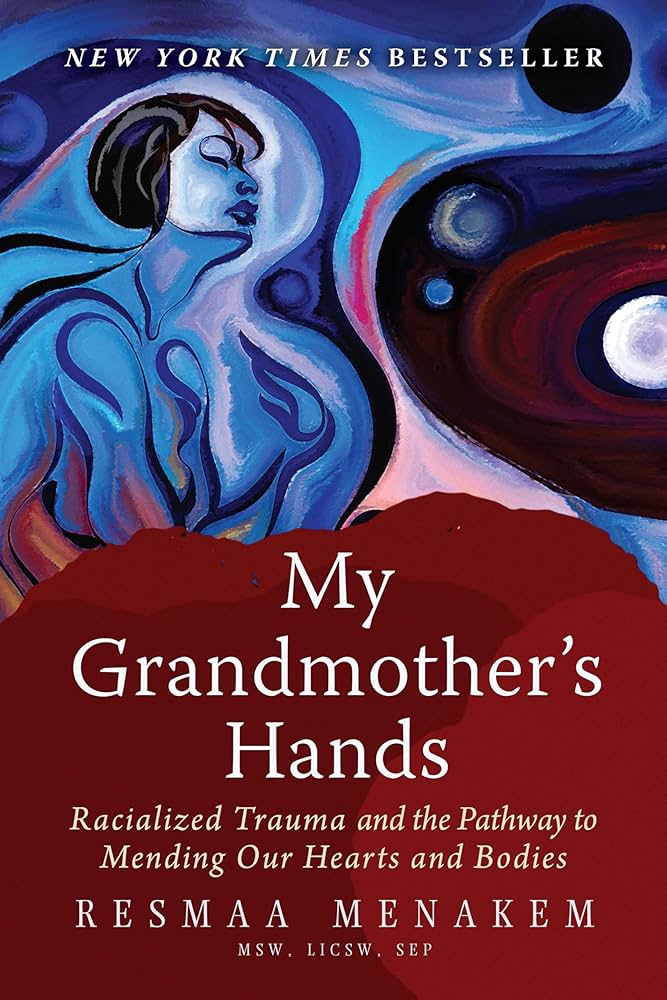 NEW YORK TIMES BESTSELLER
My
Grandmother's
Hands
Racialized Trauma and the Pathway to
Mending Our Hearts and Bodies
RESMAA MENAKEM
MSW, LICSW, SEP